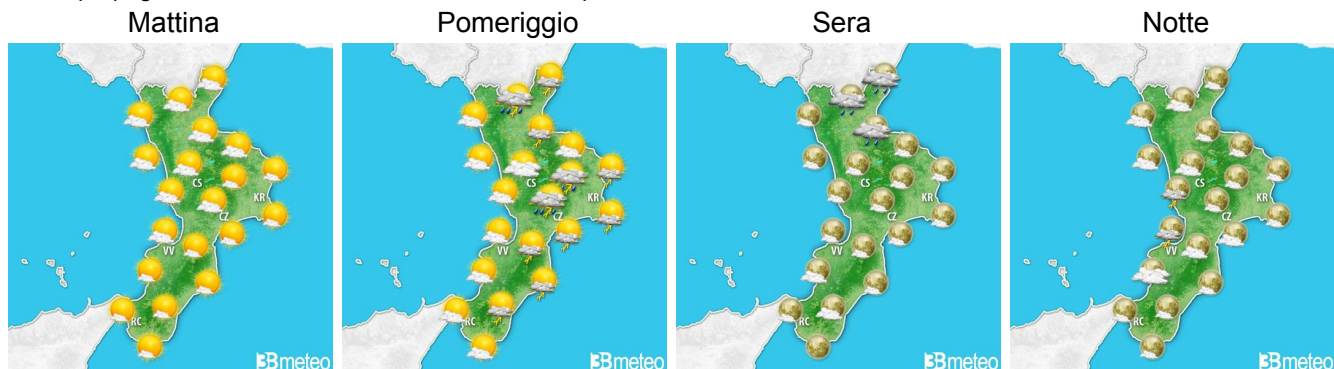 Mattina
Pomeriggio
Sera
Notte
CS
KR
CZ
VV
RC
3Bmeteo
CS
KR
CZ
VV
RC
3Bmeteo
CS
KR
CZ
VV
RC
3Bmeteo
CS
KR
CZ
VV
RC
3Bmeteo